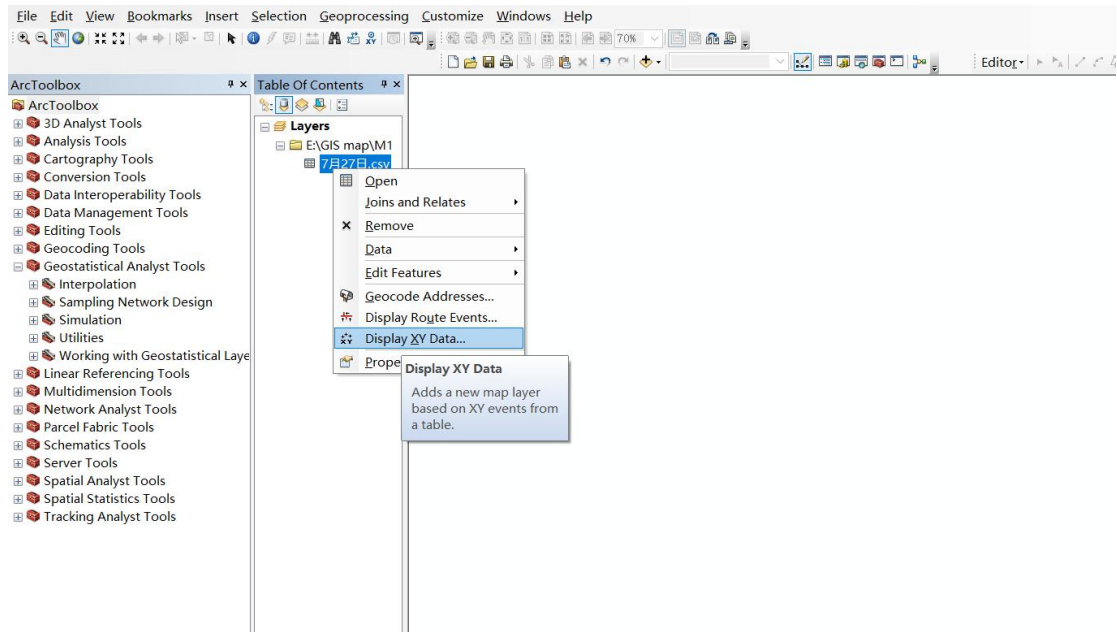 File Edit View Bookmarks Insert Selection Geoprocessing Customize Windows Help
70%
Editor
ArcToolbox
ArcToolbox
3D Analyst Tools
Analysis Tools
Cartography Tools
Conversion Tools
Data Interoperability Tools
Data Management Tools
Editing Tools
Geocoding Tools
Geostatistical Analyst Tools
Interpolation
Sampling Network Design
Simulation
Utilities
Working with Geostatistical Laye
Linear Referencing Tools
Multidimension Tools
Network Analyst Tools
Parcel Fabric Tools
Schematics Tools
Server Tools
Spatial Analyst Tools
Spatial Statistics Tools
Tracking Analyst Tools
Table Of Contents
Layers
E:\GIS map\M1
7月27日.csv
Open
Joins and Relates
Remove
Data
Edit Features
Geocode Addresses...
Display Route Events...
Display XY Data...
Prope
Display XY Data
Adds a new map layer
based on XY events from
a table.